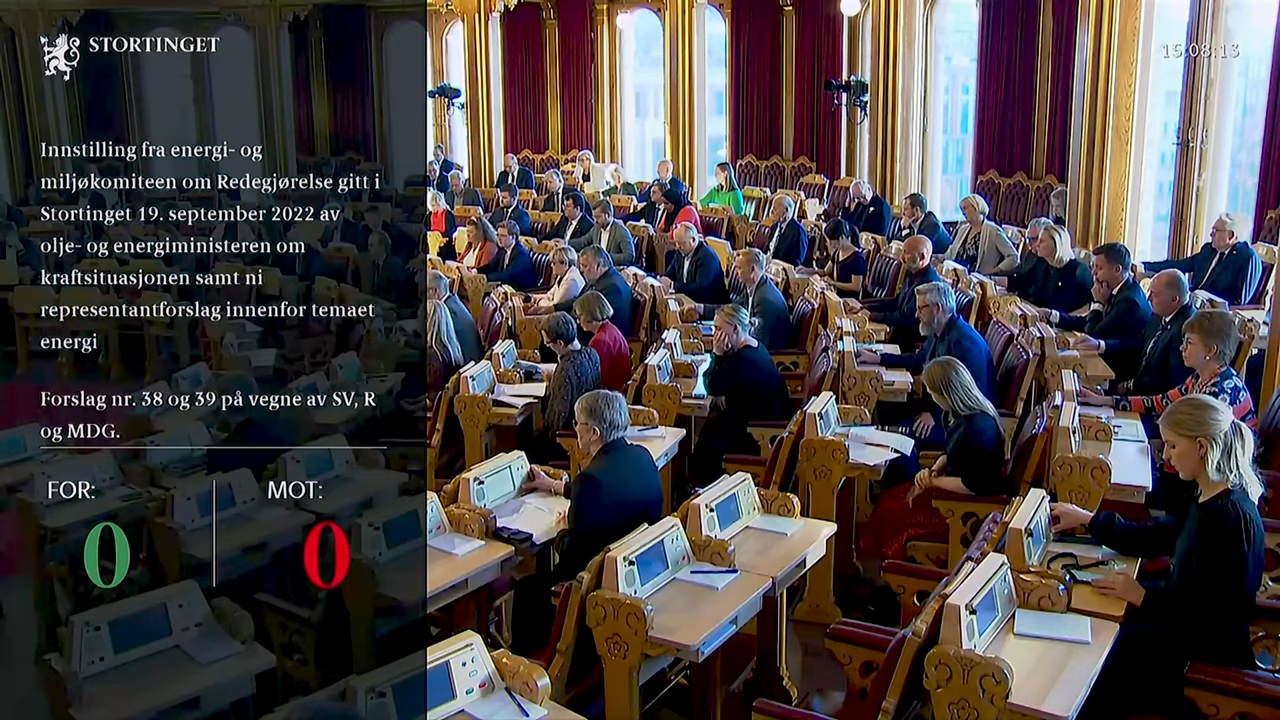 STORTINGET
15:08:13
Innstilling fra energi- og
miljøkomiteen om Redegjørelse gitt i
Stortinget 19. september 2022 av
olje- og energiministeren om
kraftsituasjonen samt ni
representantforslag innenfor temaet
energi
Forslag nr. 38 og 39 på vegne av SV, R
og MDG.
FOR: MOT:
0 0